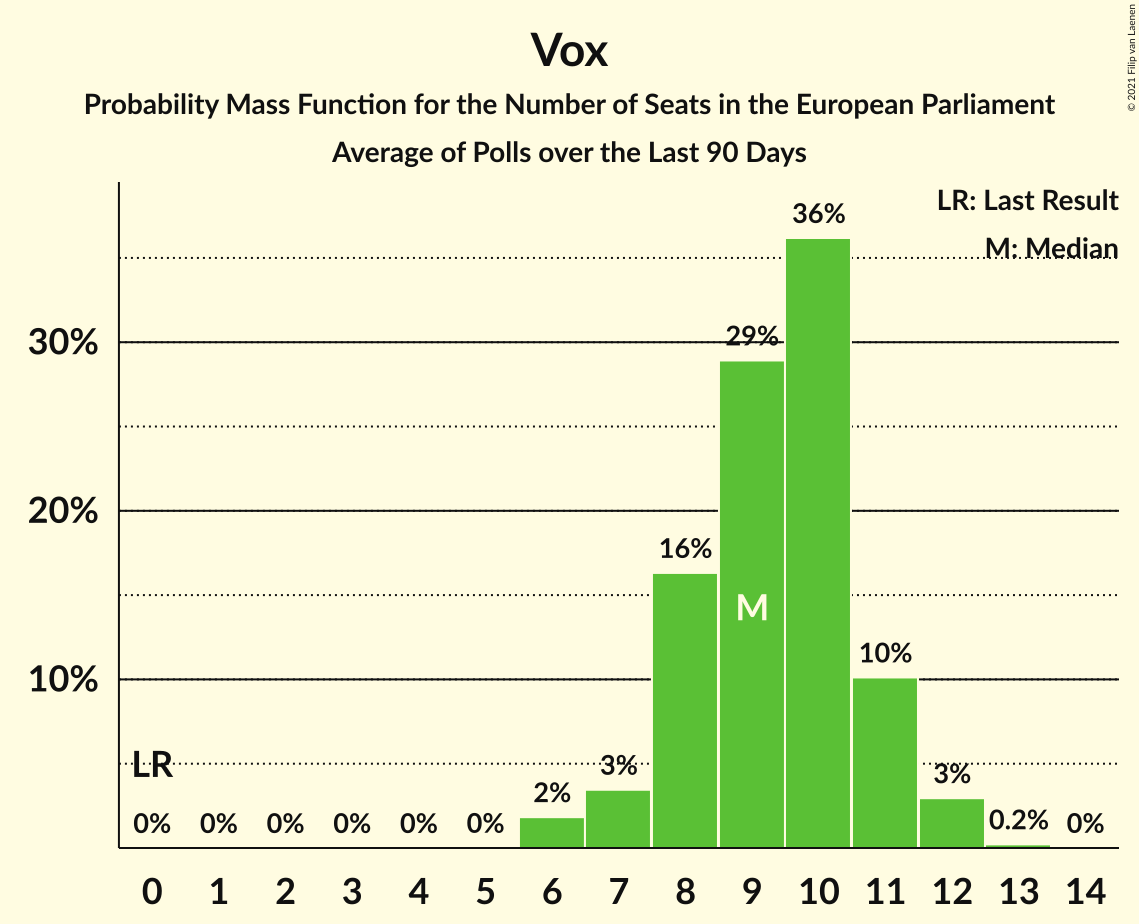 Vox
Probability Mass Function for the Number of Seats in the European Parliament
Average of Polls over the Last 90 Days
© 2021 Filip van Laenen
LR: Last Result
M: Median
36%
30%
29%
20%
16%
M
10%
10%
LR
3%
3%
2%
0% 0% 0% 0% 0% 0% 0.2% 0%
0 1 2 3 4 5 6 7 8 9 10 11 12 13 14